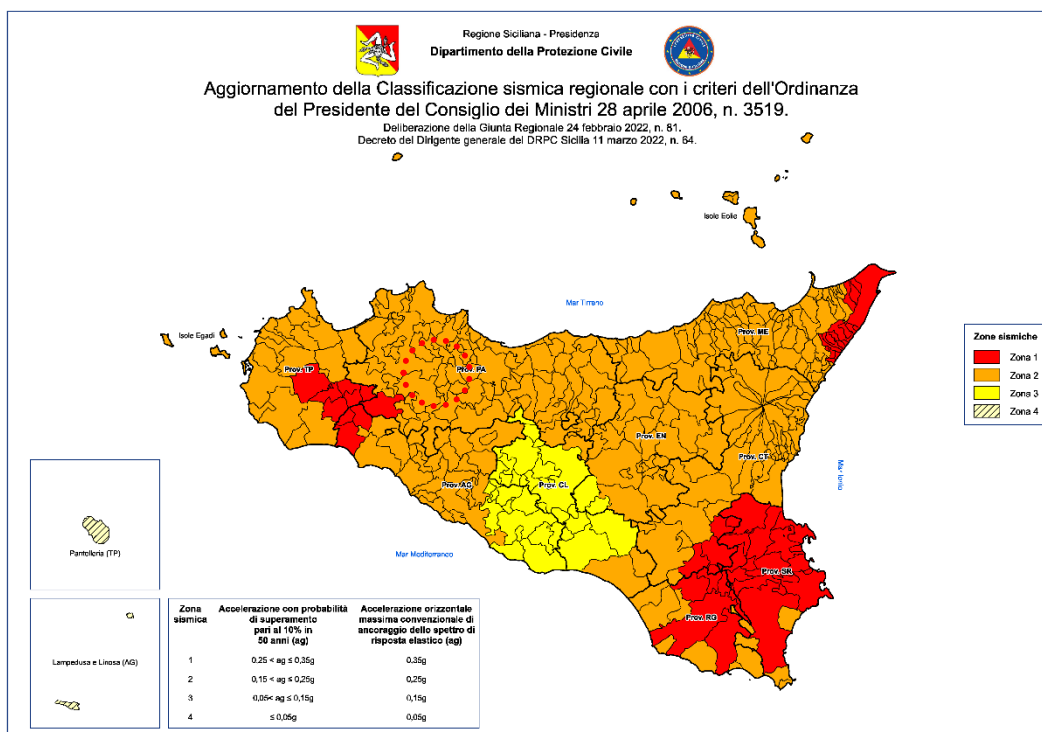 Regione Siciliana - Presidenza
Dipartimento della Protezione Civile
Aggiornamento della Classificazione sismica regionale con i criteri dell'Ordinanza
del Presidente del Consiglio dei Ministri 28 aprile 2006, n. 3519.
Deliberazione della Giunta Regionale 24 febbraio 2022, n. 81.
Decreto del Dirigente generale del DRPC Sicilia 11 marzo 2022, n. 64.
Isole Eolie
Mar Tirreno
Isole Egadi
Prov. ME
Prov. TP
Prov. PA
Zone sismiche
Zona 1
Zona 2
Zona 3
Zona 4
Prov. EN
Prov. CT
Prov. AG
Prov. CL
Mar Ionio
Mar Mediterraneo
Prov. SR
Prov. RG
Pantelleria (TP)
Lampedusa e Linosa (AG)
Zona sismica
Accelerazione con probabilità di superamento pari al 10% in 50 anni (ag)
Accelerazione orizzontale massima convenzionale di ancoraggio dello spettro di risposta elastico (ag)
1 0,25 < ag ≤ 0,35g 0,35g
2 0,15 < ag ≤ 0,25g 0,25g
3 0,05< ag ≤ 0,15g 0,15g
4 ≤ 0,05g 0,05g